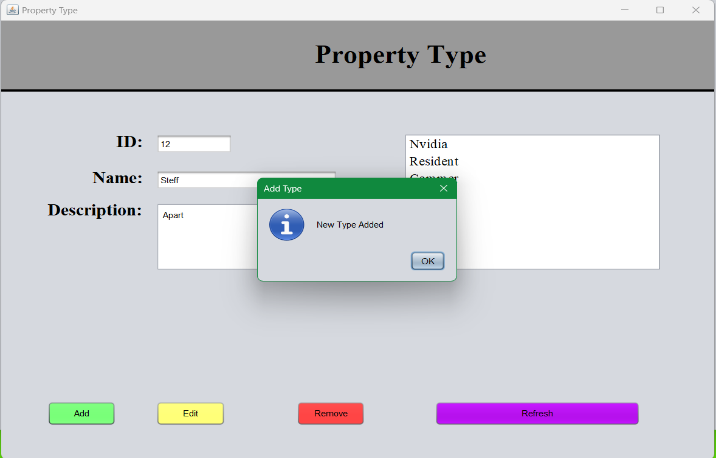 Property Type
Property Type
ID:
12
Nvidia
Resident
Name:
Steff
Description:
Apart
Add Type
New Type Added
OK
Add
Edit
Remove
Refresh